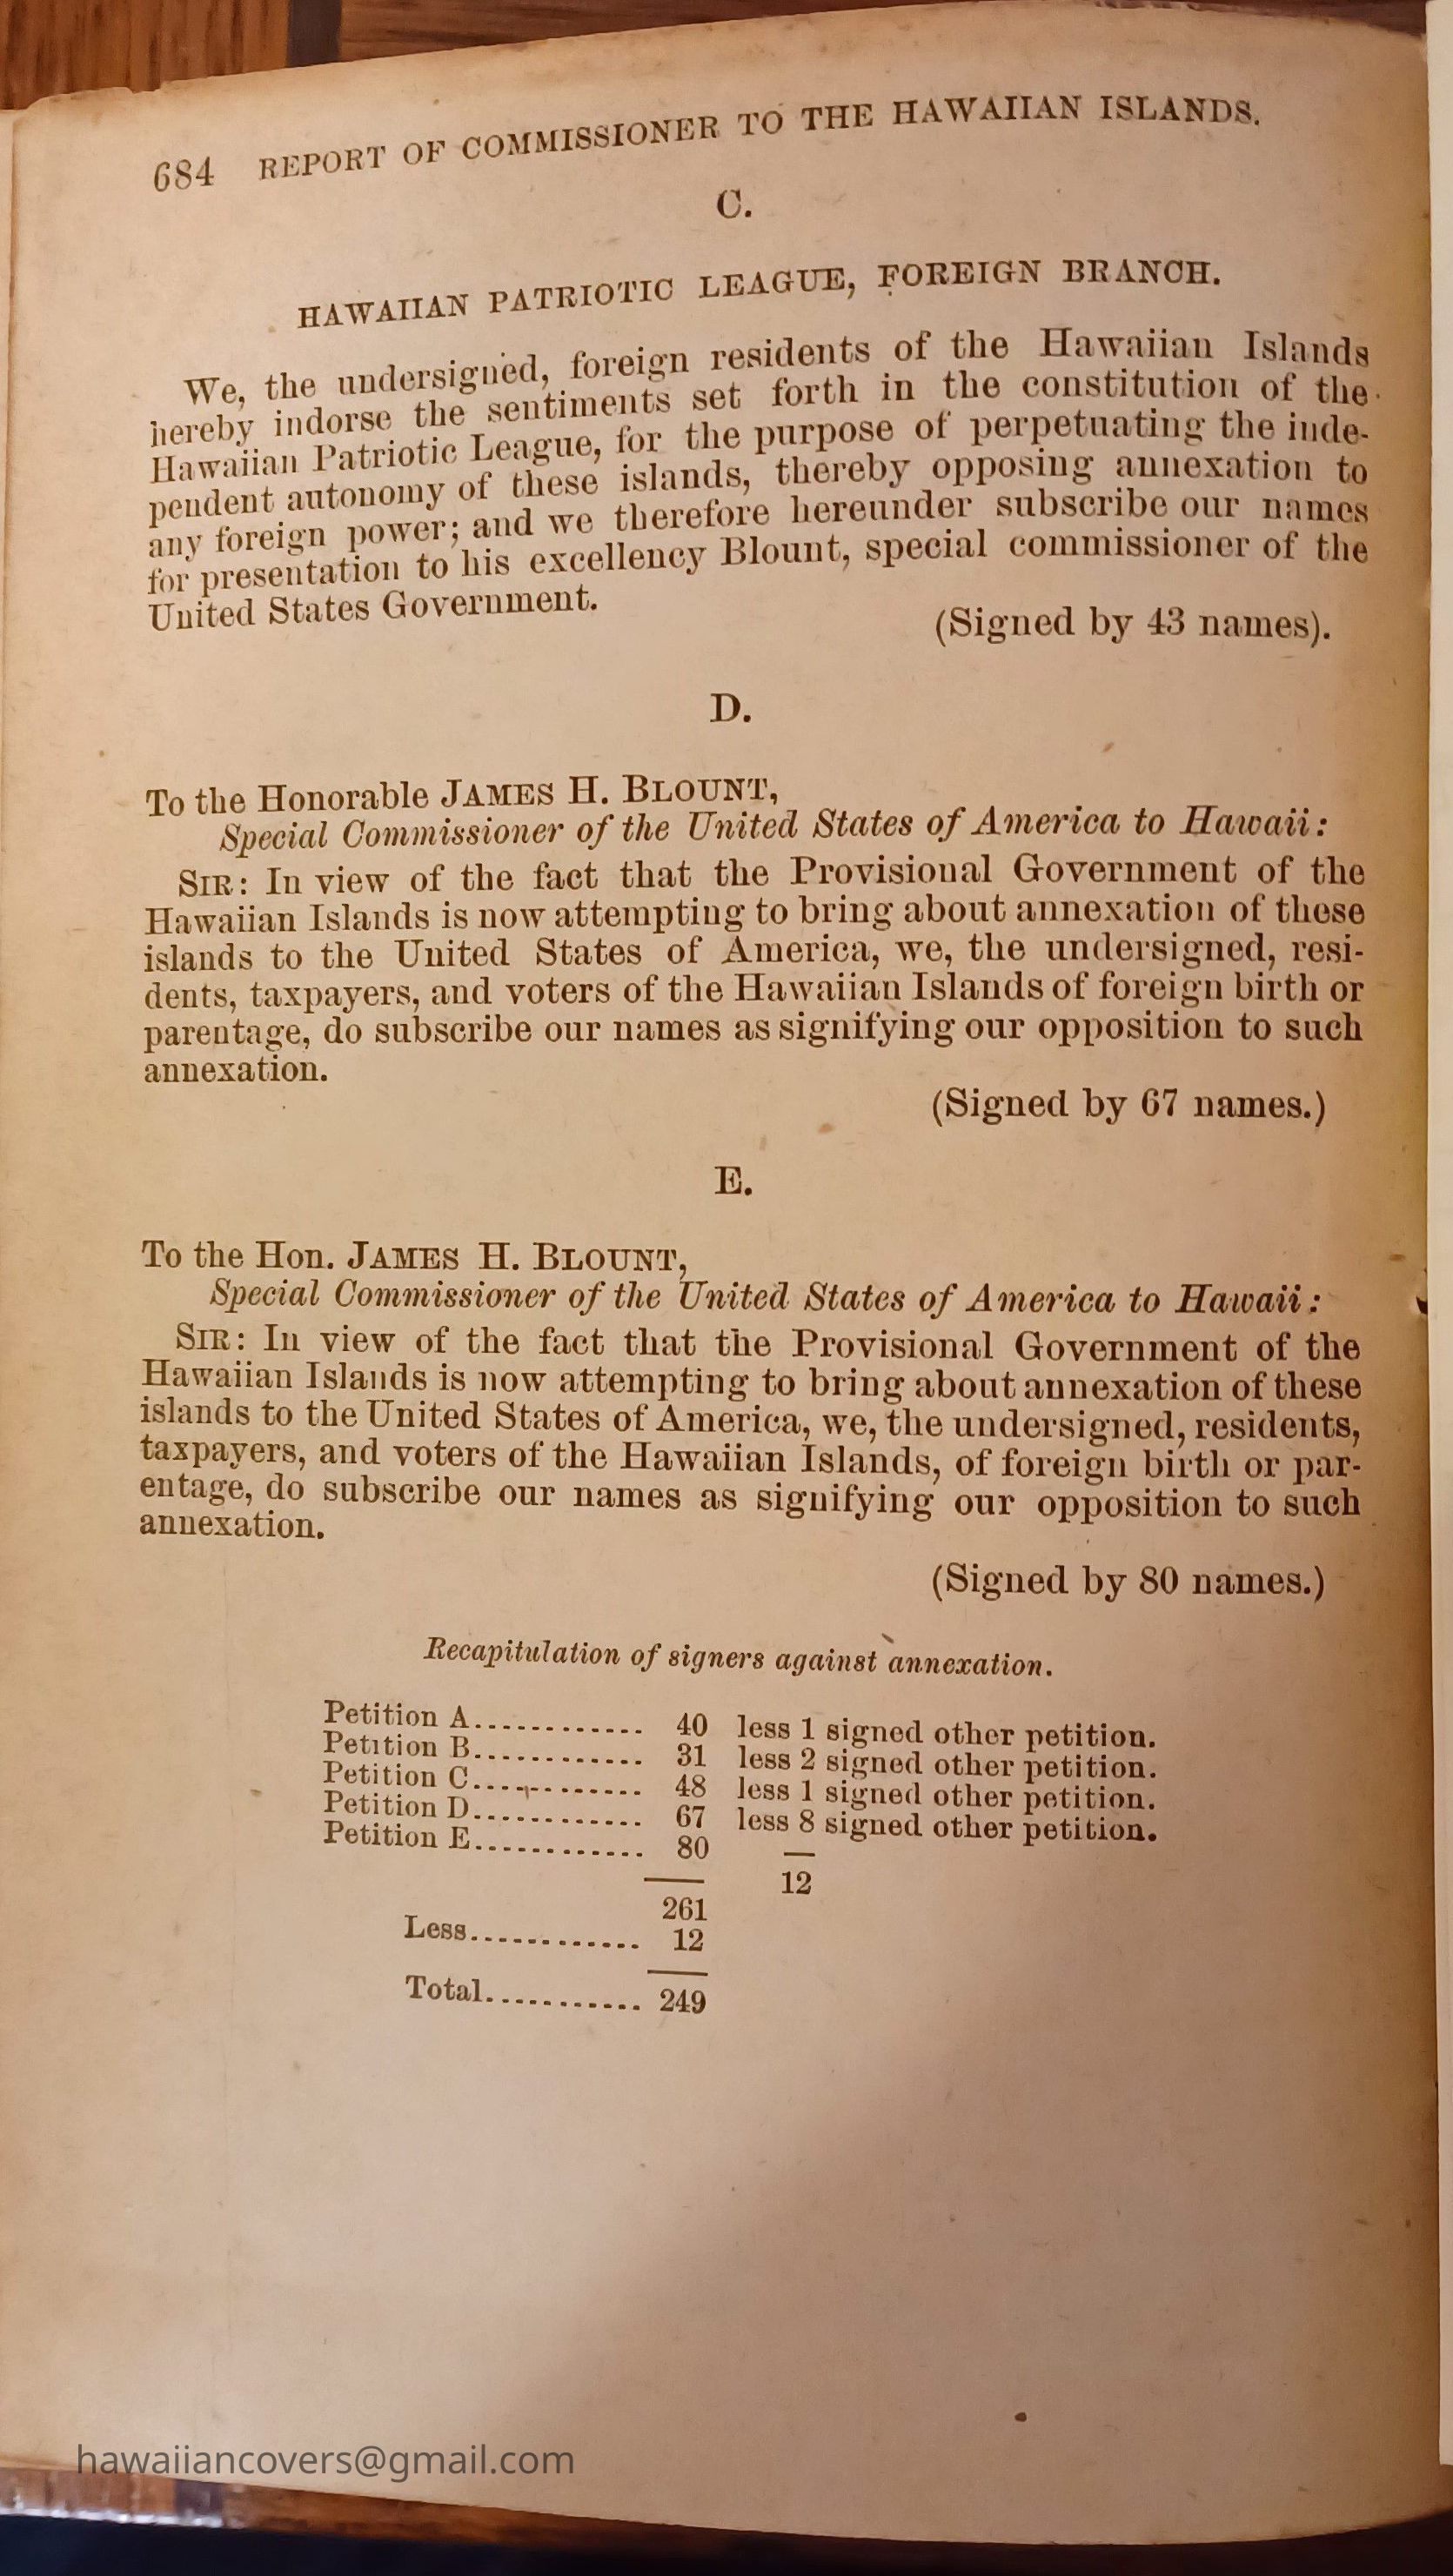 684 REPORT OF COMMISSIONER TO THE HAWAIIAN ISLANDS.
C.
HAWAIIAN PATRIOTIC LEAGUE, FOREIGN BRANCH.
We, the undersigned, foreign residents of the Hawaiian Islands
hereby indorse the sentiments set forth in the constitution of the
Hawaiian Patriotic League, for the purpose of perpetuating the inde-
pendent autonomy of these islands, thereby opposing annexation to
any foreign power; and we therefore hereunder subscribe our names
for presentation to his excellency Blount, special commissioner of the
United States Government.
(Signed by 43 names).
D.
To the Honorable JAMES H. BLOUNT,
Special Commissioner of the United States of America to Hawaii:
SIR: In view of the fact that the Provisional Government of the
Hawaiian Islands is now attempting to bring about annexation of these
islands to the United States of America, we, the undersigned, resi-
dents, taxpayers, and voters of the Hawaiian Islands of foreign birth or
parentage, do subscribe our names as signifying our opposition to such
annexation.
(Signed by 67 names.)
E.
To the Hon. JAMES H. BLOUNT,
Special Commissioner of the United States of America to Hawaii:
SIR: In view of the fact that the Provisional Government of the
Hawaiian Islands is now attempting to bring about annexation of these
islands to the United States of America, we, the undersigned, residents,
taxpayers, and voters of the Hawaiian Islands, of foreign birth or par-
entage, do subscribe our names as signifying our opposition to such
annexation.
(Signed by 80 names.)
Recapitulation of signers against annexation.
Petition A............ 40 less 1 signed other petition.
Petition B............ 31 less 2 signed other petition.
Petition C............ 48 less 1 signed other petition.
Petition D............ 67 less 8 signed other petition.
Petition E............ 80
12
261
Less............ 12
Total........... 249
hawaiiancovers@gmail.com